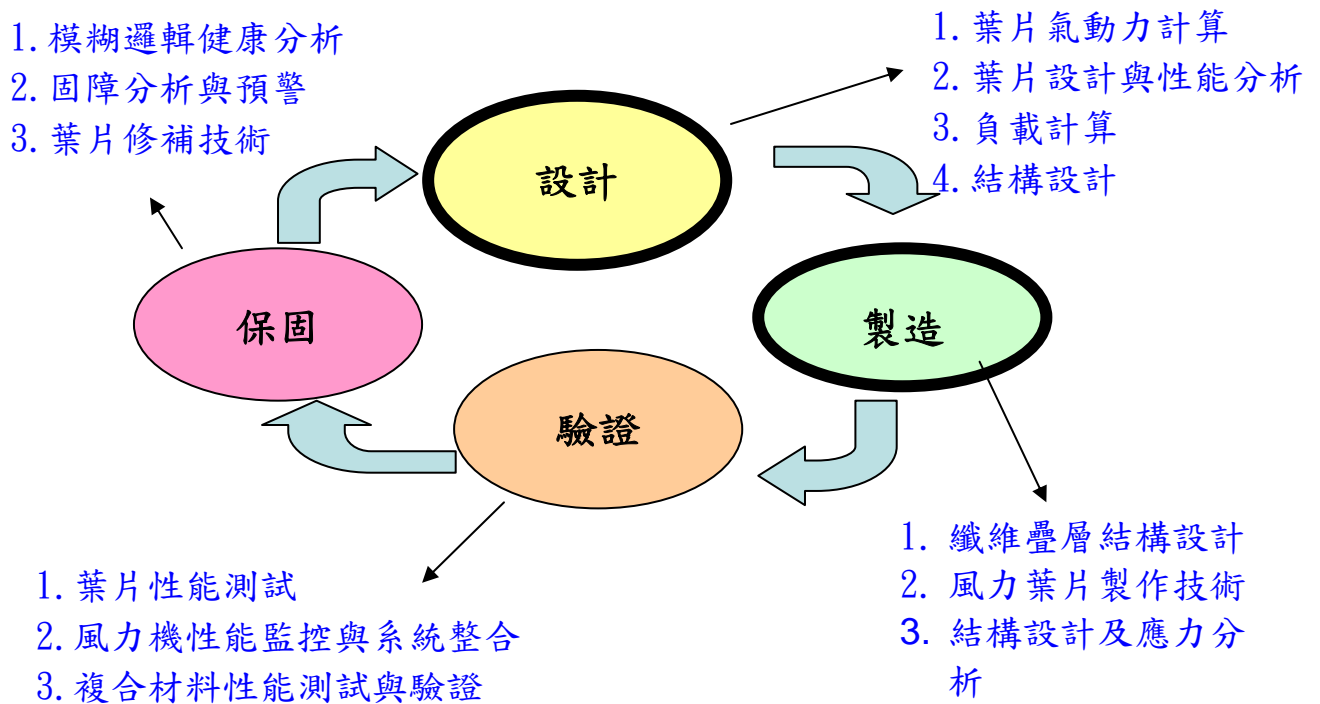 1.模糊邏輯健康分析
2.固障分析與預警
3.葉片修補技術
1.葉片氣動力計算
2.葉片設計與性能分析
3.負載計算
4.結構設計
設計
保固
製造
驗證
1.葉片性能測試
2.風力機性能監控與系統整合
3.複合材料性能測試與驗證
1. 纖維疊層結構設計
2. 風力葉片製作技術
3. 結構設計及應力分
析